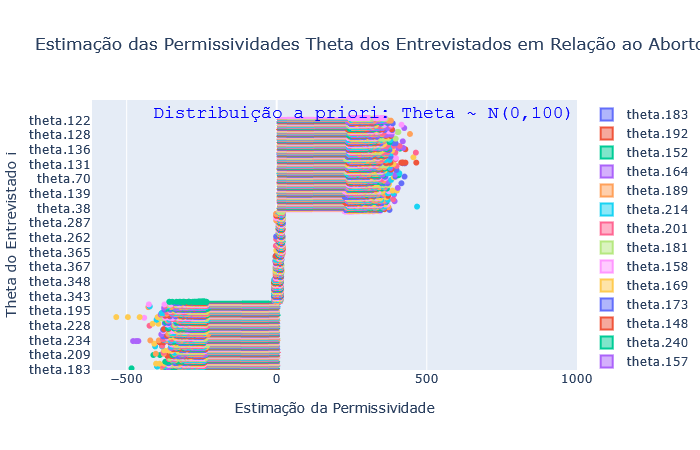 Estimação das Permissividades Theta dos Entrevistados em Relação ao Aborto
Distribuição a priori: Theta ~ N(0,100)
Theta do Entrevistado i
theta.122
theta.128
theta.136
theta.131
theta.70
theta.139
theta.38
theta.287
theta.262
theta.365
theta.367
theta.348
theta.343
theta.195
theta.228
theta.234
theta.209
theta.183
−500
0
500
1000
Estimação da Permissividade
theta.183
theta.192
theta.152
theta.164
theta.189
theta.214
theta.201
theta.181
theta.158
theta.169
theta.173
theta.148
theta.240
theta.157